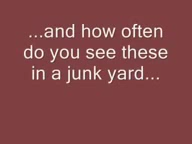 ...and how often
do you see these
in a junk yard...